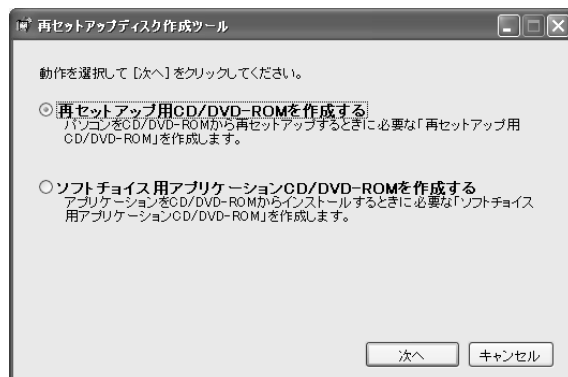 再セットアップディスク作成ツール
動作を選択して [次へ] をクリックしてください。
再セットアップ用CD/DVD-ROMを作成する
パソコンをCD/DVD-ROMから再セットアップするときに必要な「再セットアップ用
CD/DVD-ROM」を作成します。
ソフトチョイス用アプリケーションCD/DVD-ROMを作成する
アプリケーションをCD/DVD-ROMからインストールするときに必要な「ソフトチョイス
用アプリケーションCD/DVD-ROM」を作成します。
次へ
キャンセル